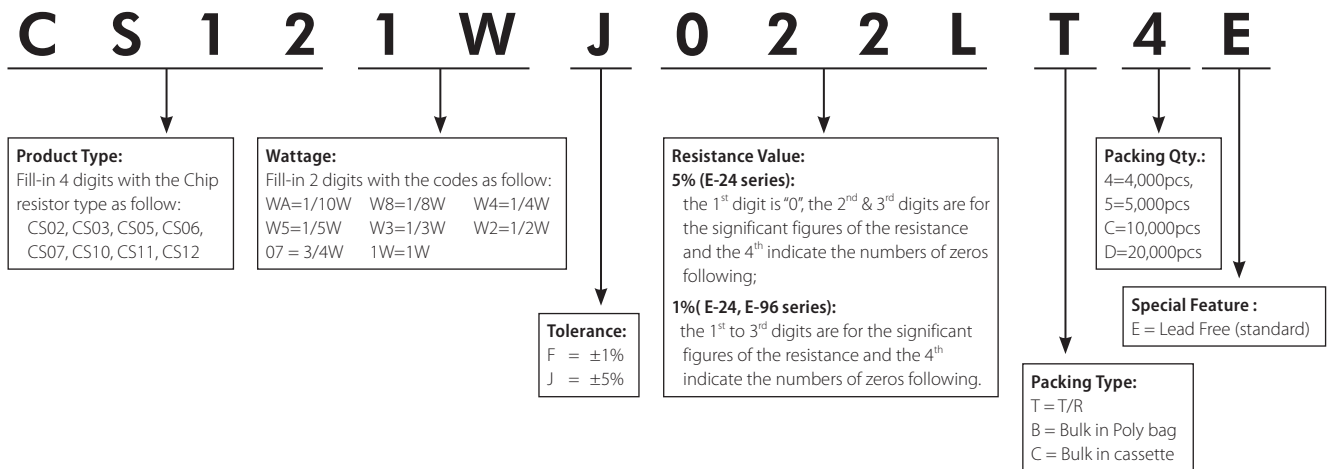 C S 1 2 1 W J 0 2 2 L T 4 E
Product Type:
Fill-in 4 digits with the Chip
resistor type as follow:
CS02, CS03, CS05, CS06,
CS07, CS10, CS11, CS12
Wattage:
Fill-in 2 digits with the codes as follow:
WA=1/10W W8=1/8W W4=1/4W
W5=1/5W W3=1/3W W2=1/2W
07 = 3/4W 1W=1W
Tolerance:
F = ±1%
J = ±5%
Resistance Value:
5% (E-24 series):
the 1st digit is "0", the 2nd & 3rd digits are for
the significant figures of the resistance
and the 4th indicate the numbers of zeros
following;
1%( E-24, E-96 series):
the 1st to 3rd digits are for the significant
figures of the resistance and the 4th
indicate the numbers of zeros following.
Packing Qty.:
4=4,000pcs,
5=5,000pcs
C=10,000pcs
D=20,000pcs
Special Feature :
E = Lead Free (standard)
Packing Type:
T = T/R
B = Bulk in Poly bag
C = Bulk in cassette